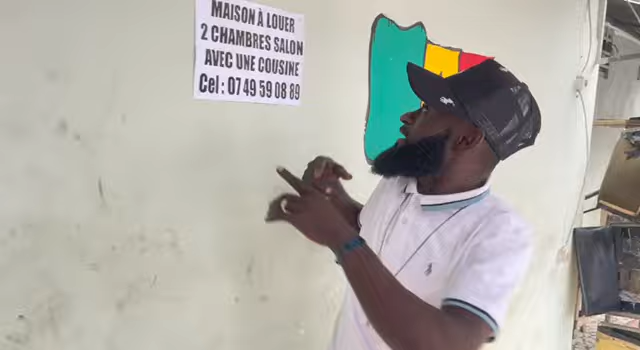 MAISON À LOUER
2 CHAMBRES SALON
AVEC UNE COUSINE
Cel : 07 49 59 08 89